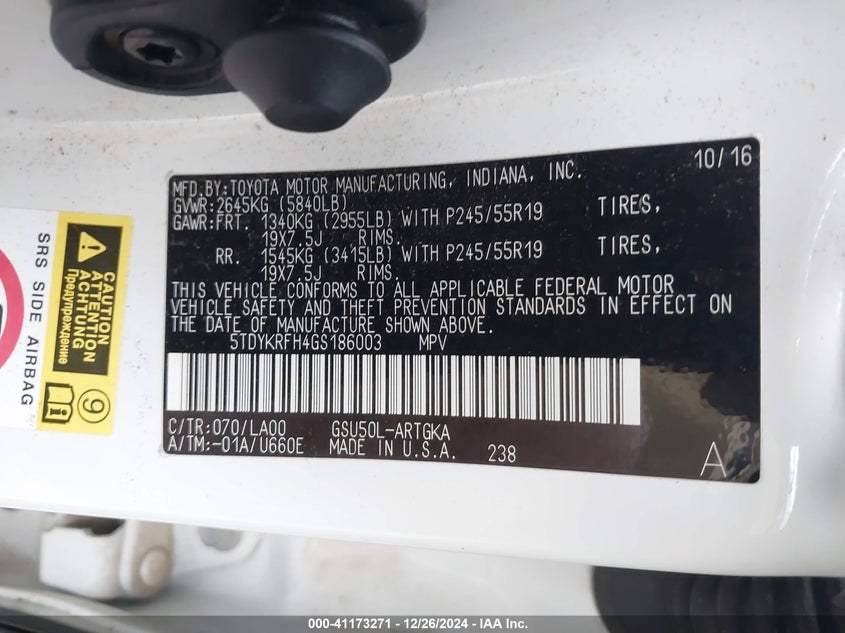 10/16
MFD.BY:TOYOTA MOTOR MANUFACTURING, INDIANA, INC.
GVWR:2645KG (5840LB)
GAWR:FRT. 1340KG (2955LB) WITH P245/55R19 TIRES,
19X7.5J RIMS.
RR. 1545KG (3415LB) WITH P245/55R19 TIRES,
19X7.5J RIMS.
THIS VEHICLE CONFORMS TO ALL APPLICABLE FEDERAL MOTOR
VEHICLE SAFETY AND THEFT PREVENTION STANDARDS IN EFFECT ON
THE DATE OF MANUFACTURE SHOWN ABOVE.
5TDYKRFH4GS186003 MPV
C/TR:070/LA00 GSU50L-ARTGKA
A/TM:-01A/U660E MADE IN U.S.A. 238 A
SRS SIDE AIRBAG
CAUTION
ATTENTION
ACHTUNG
Предупреждение
9
000-41173271 - 12/26/2024 - IAA Inc.